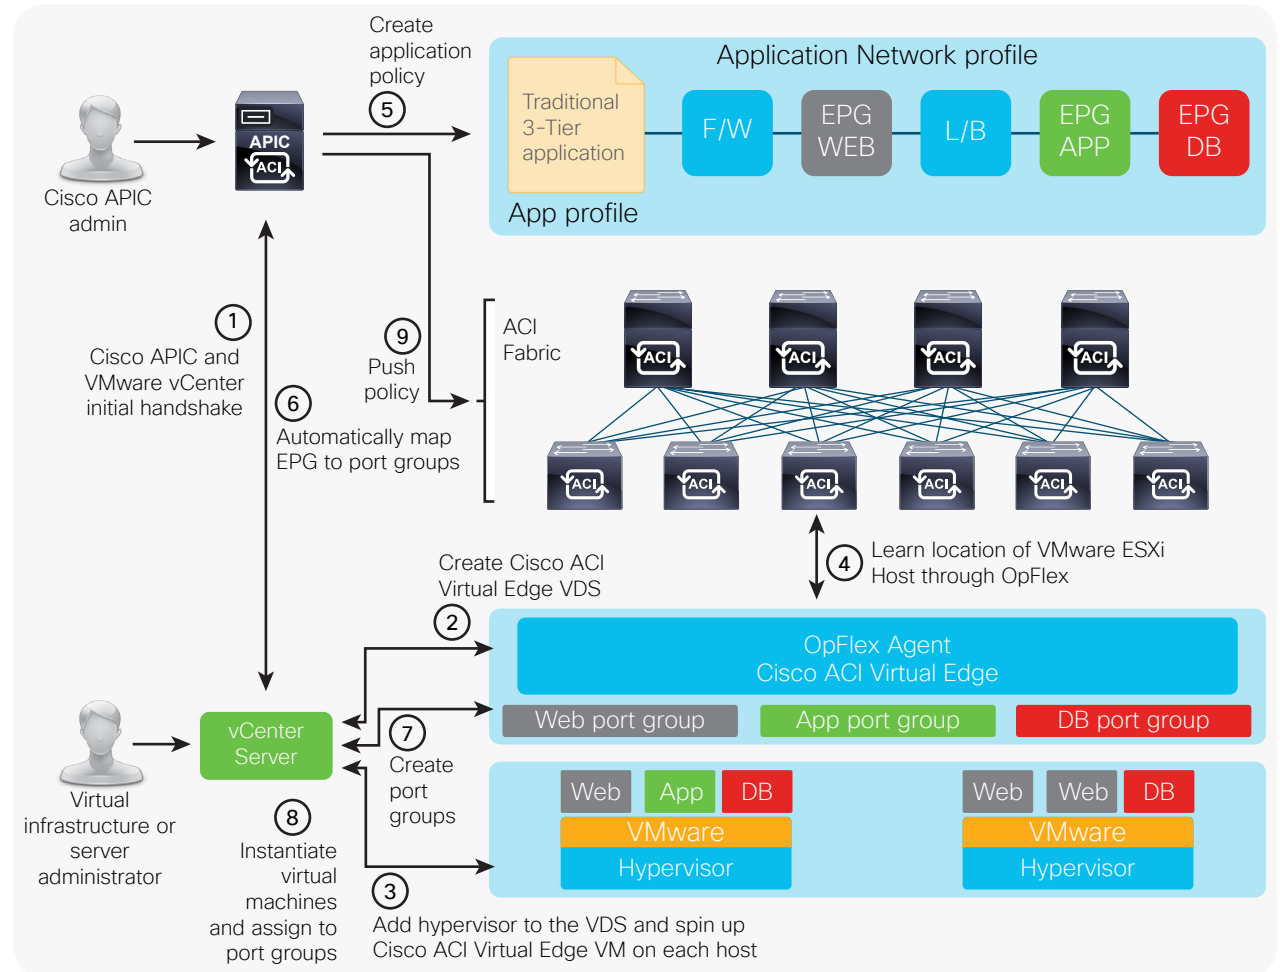 Create
application
policy
5
Application Network profile
Traditional
3-Tier
application
F/W
EPG
WEB
L/B
EPG
APP
EPG
DB
App profile
APIC
ACI
Cisco APIC
admin
1
Cisco APIC and
VMware vCenter
initial handshake
6
Automatically map
EPG to port groups
9
Push
policy
ACI
Fabric
ACI
ACI
ACI
ACI
ACI
ACI
ACI
ACI
ACI
ACI
4
Learn location of VMware ESXi
Host through OpFlex
Create Cisco ACI
Virtual Edge VDS
2
OpFlex Agent
Cisco ACI Virtual Edge
Web port group
App port group
DB port group
vCenter
Server
7
Create
port
groups
Virtual
infrastructure or
server
administrator
8
Instantiate
virtual
machines
and assign to
port groups
Web
App
DB
VMware
Hypervisor
Web
Web
DB
VMware
Hypervisor
3
Add hypervisor to the VDS and spin up
Cisco ACI Virtual Edge VM on each host